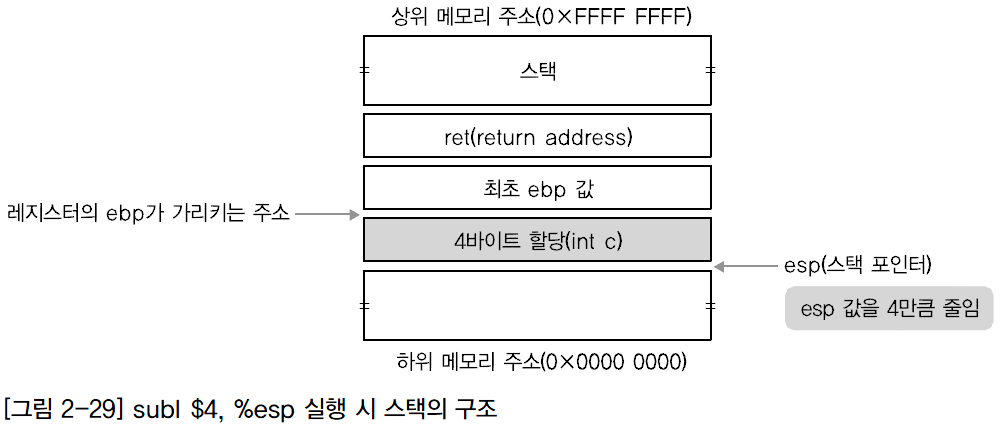 상위 메모리 주소(0×FFFF FFFF)
스택
ret(return address)
최초 ebp 값
레지스터의 ebp가 가리키는 주소
4바이트 할당(int c)
esp(스택 포인터)
esp 값을 4만큼 줄임
하위 메모리 주소(0×0000 0000)
[그림 2-29] subl $4, %esp 실행 시 스택의 구조